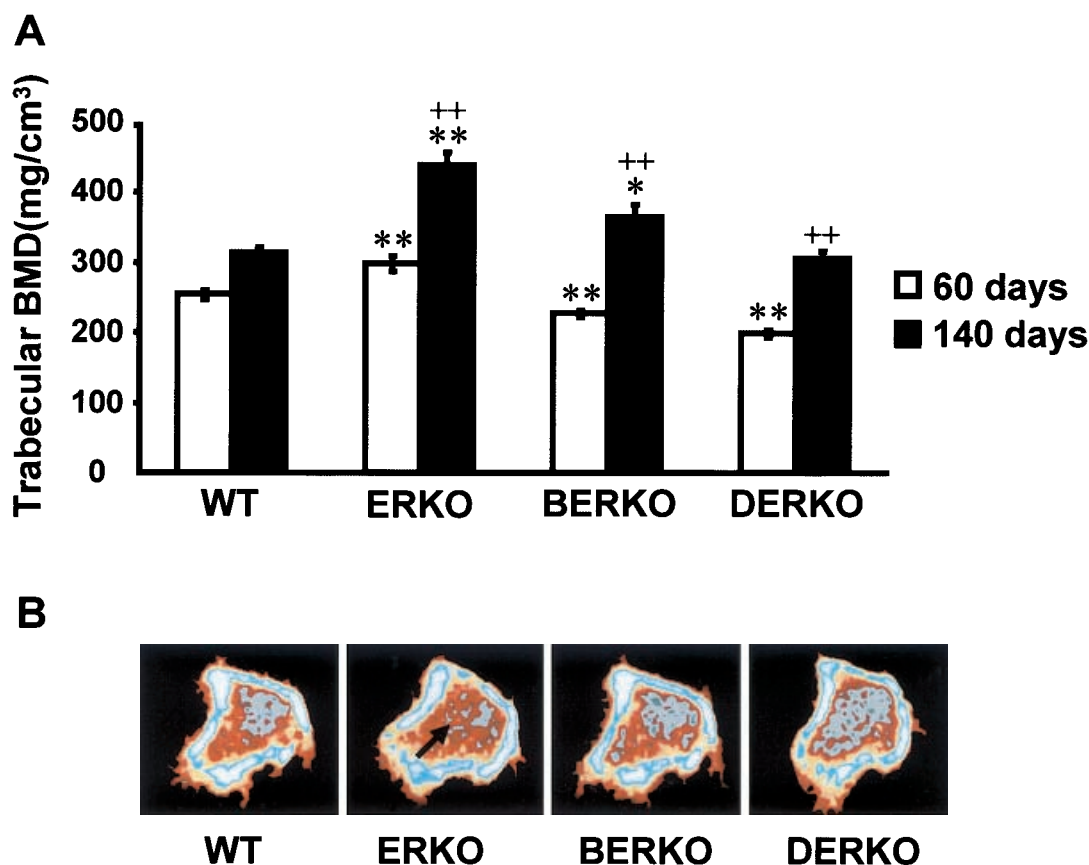 A
Trabecular BMD(mg/cm³)
500
400
300
200
100
0
++
**
**
++
*
**
++
**
60 days
140 days
WT ERKO BERKO DERKO
B
WT ERKO BERKO DERKO